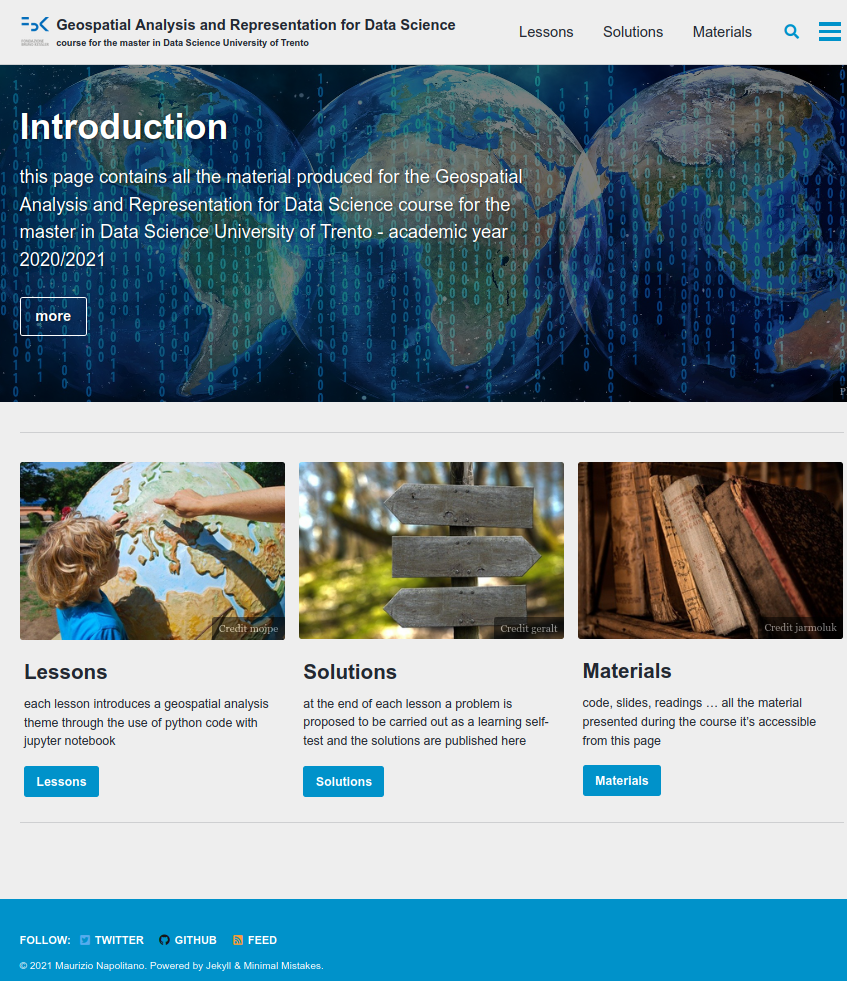 Geospatial Analysis and Representation for Data Science
course for the master in Data Science University of Trento
Lessons
Solutions
Materials
Introduction
this page contains all the material produced for the Geospatial
Analysis and Representation for Data Science course for the
master in Data Science University of Trento - academic year
2020/2021
more
Credit mojpe
Credit geralt
Credit jarmoluk
Lessons
each lesson introduces a geospatial analysis
theme through the use of python code with
jupyter notebook
Lessons
Solutions
at the end of each lesson a problem is
proposed to be carried out as a learning self-
test and the solutions are published here
Solutions
Materials
code, slides, readings … all the material
presented during the course it's accessible
from this page
Materials
FOLLOW: TWITTER GITHUB FEED
© 2021 Maurizio Napolitano. Powered by Jekyll & Minimal Mistakes.